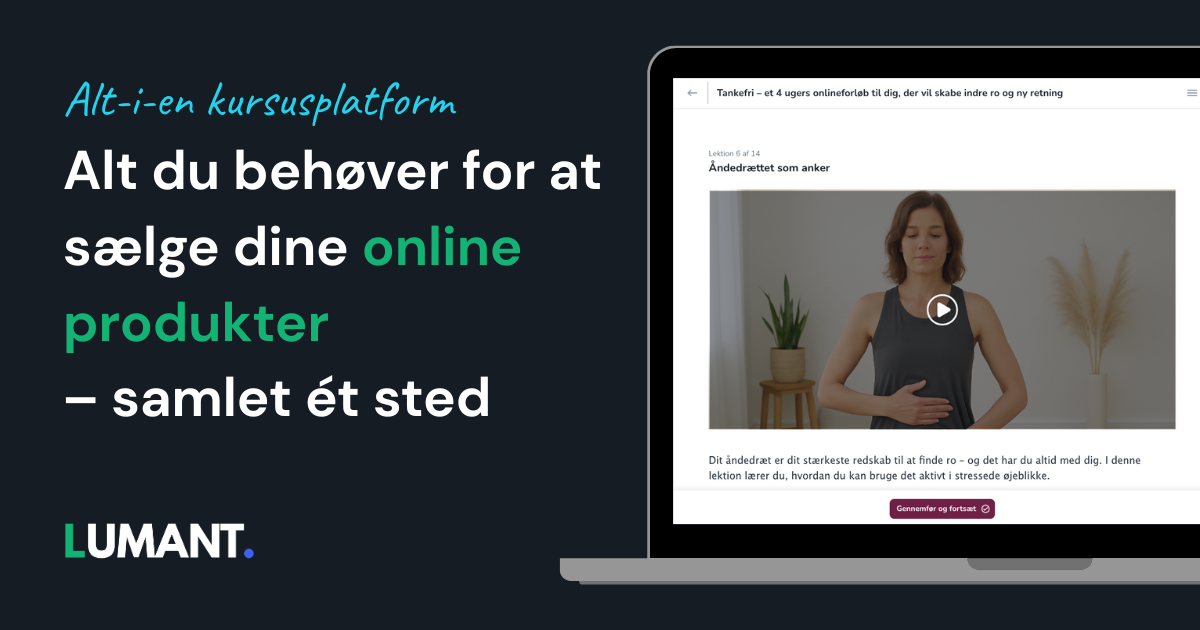 Alt-i-en kursusplatform
Alt du behøver for at
sælge dine online
produkter
– samlet ét sted
LUMANT.
Tankefri – et 4 ugers onlineforløb til dig, der vil skabe indre ro og ny retning
Lektion 6 af 14
Åndedrættet som anker
Dit åndedræt er dit stærkeste redskab til at finde ro – og det har du altid med dig. I denne
lektion lærer du, hvordan du kan bruge det aktivt i stressede øjeblikke.
Gennemfør og fortsæt